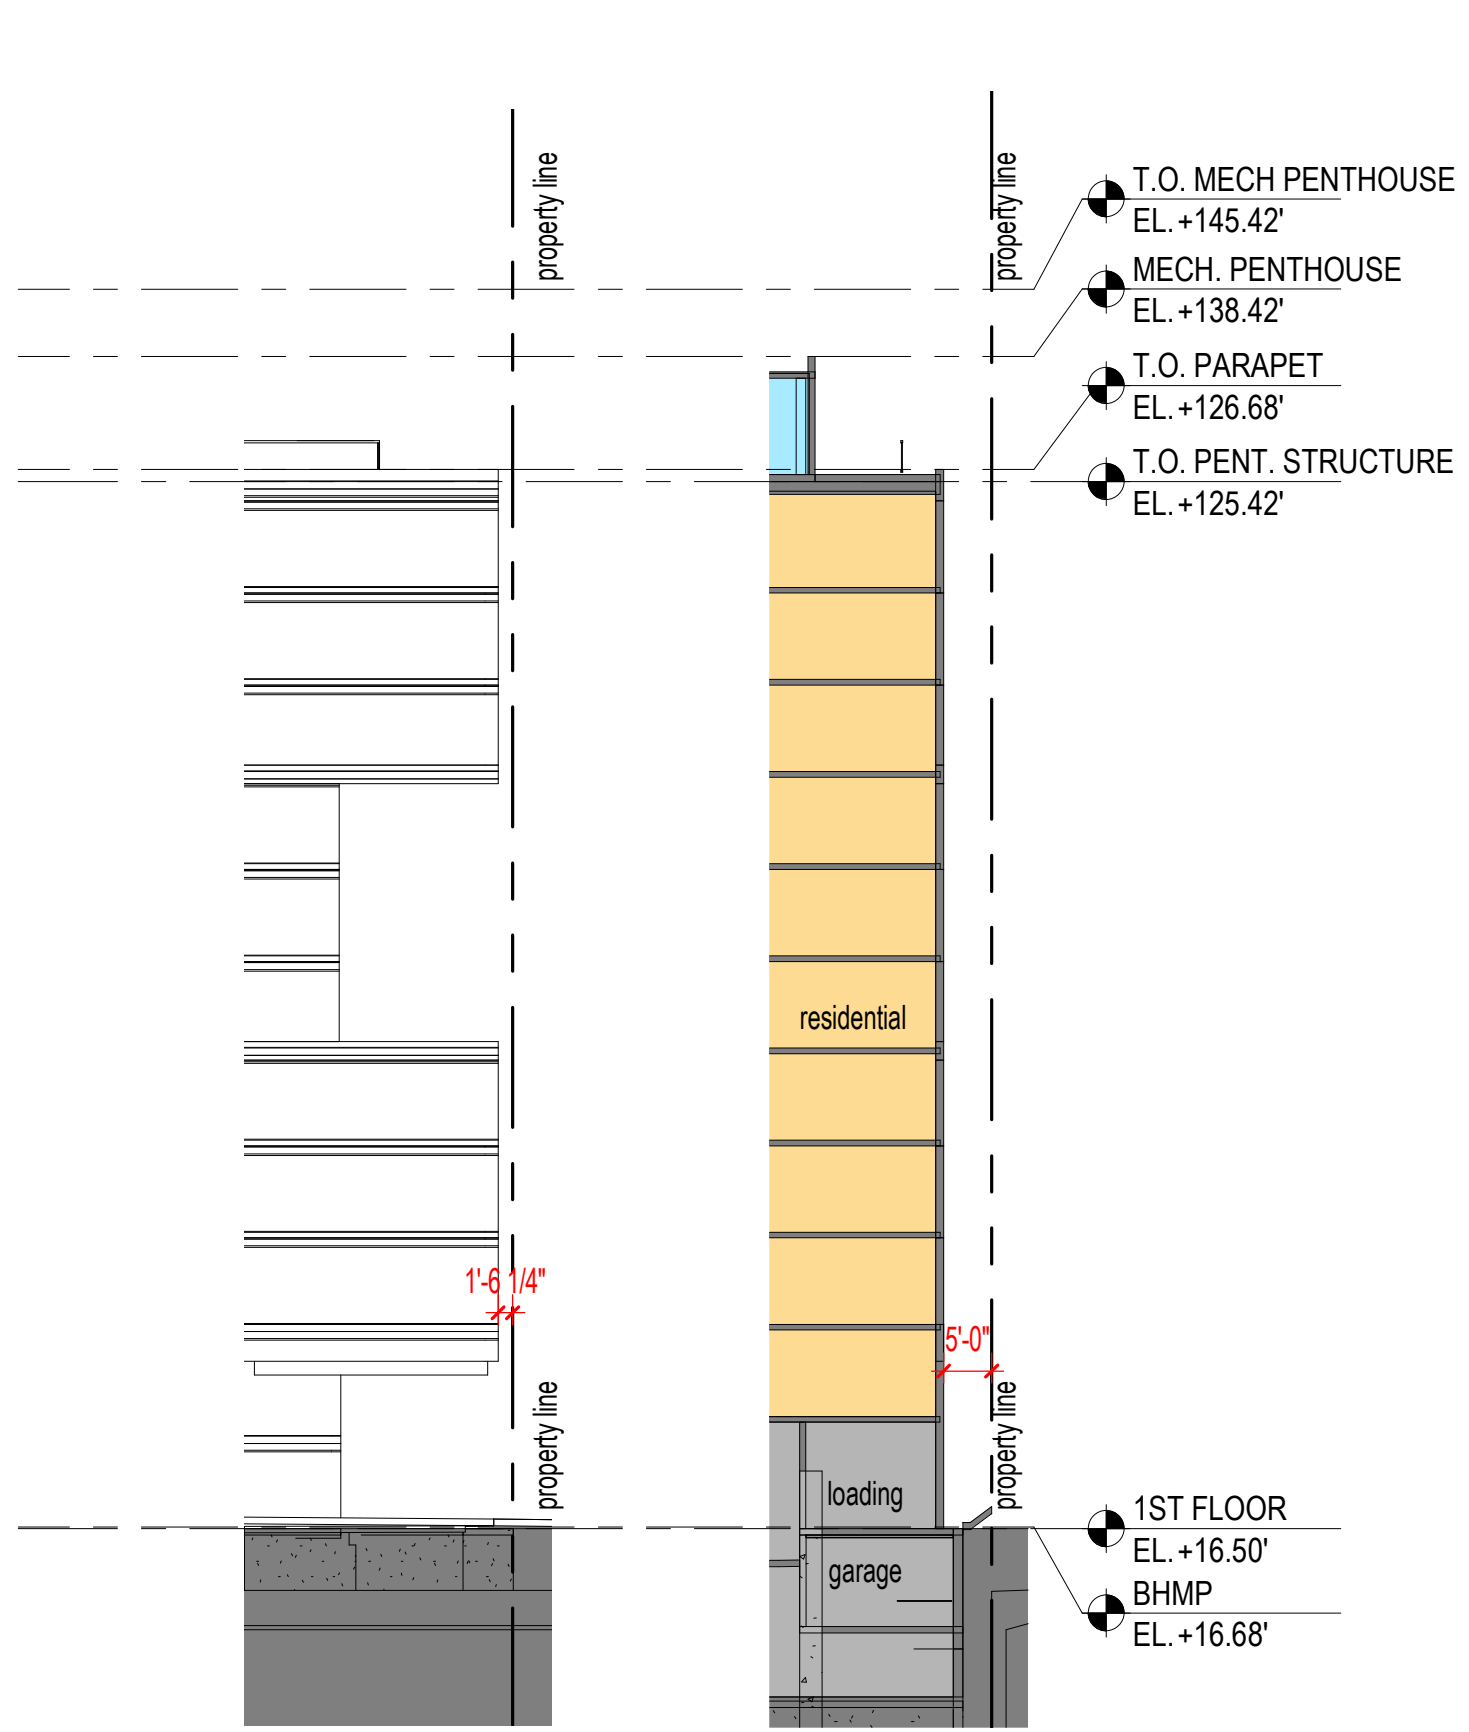 property line
property line
T.O. MECH PENTHOUSE
EL. +145.42'
MECH. PENTHOUSE
EL. +138.42'
T.O. PARAPET
EL. +126.68'
T.O. PENT. STRUCTURE
EL. +125.42'
residential
1'-6 1/4"
5'-0"
property line
property line
loading
1ST FLOOR
EL. +16.50'
garage
BHMP
EL. +16.68'